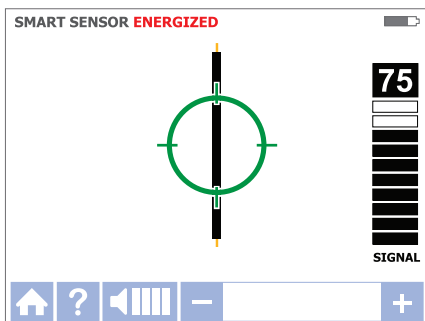 SMART SENSOR ENERGIZED
75
SIGNAL
? − +